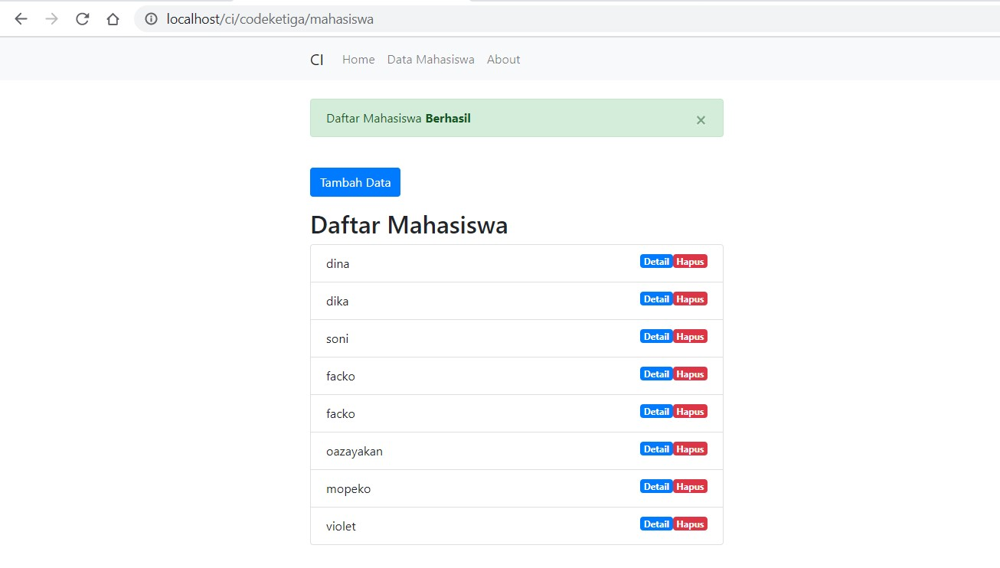 localhost/ci/codeketiga/mahasiswa
CI Home Data Mahasiswa About
Daftar Mahasiswa Berhasil ×
Tambah Data
Daftar Mahasiswa
dina Detail Hapus
dika Detail Hapus
soni Detail Hapus
facko Detail Hapus
facko Detail Hapus
oazayakan Detail Hapus
mopeko Detail Hapus
violet Detail Hapus